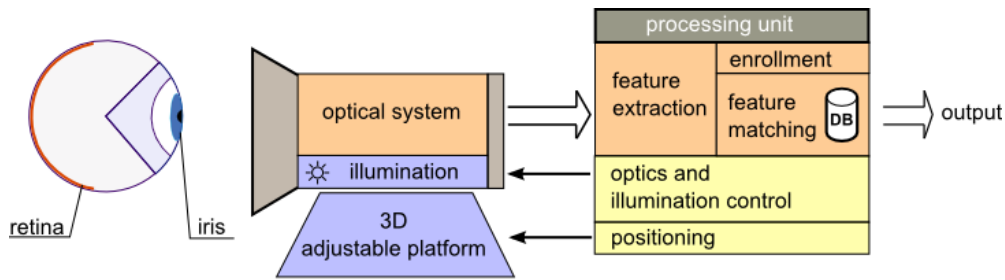 retina
iris
optical system
illumination
3D
adjustable platform
processing unit
feature
extraction
enrollment
feature
matching
DB
optics and
illumination control
positioning
output